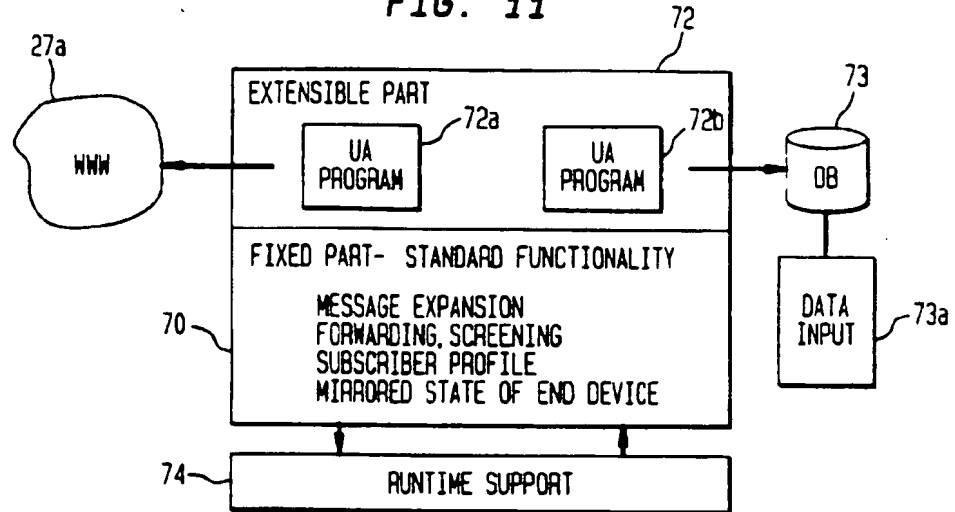 FIG. 11
27a
72
EXTENSIBLE PART
72a
72b
73
WWW
UA
PROGRAM
UA
PROGRAM
DB
FIXED PART- STANDARD FUNCTIONALITY
MESSAGE EXPANSION
FORWARDING, SCREENING
SUBSCRIBER PROFILE
MIRRORED STATE OF END DEVICE
70
DATA
INPUT
73a
74
RUNTIME SUPPORT